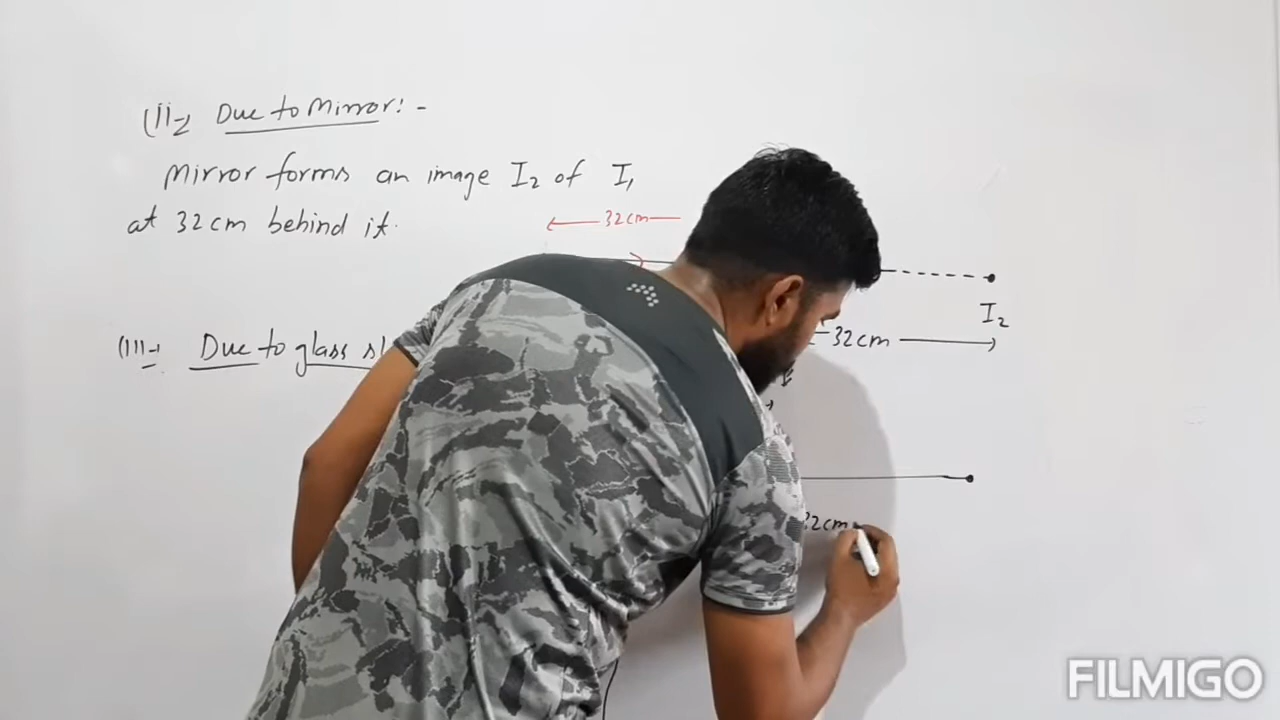 (II) Due to Mirror:-
Mirror forms an image I₂ of I₁
at 32cm behind it.
32cm
I₂
32cm
(III) Due to glass
32cm
FILMIGO